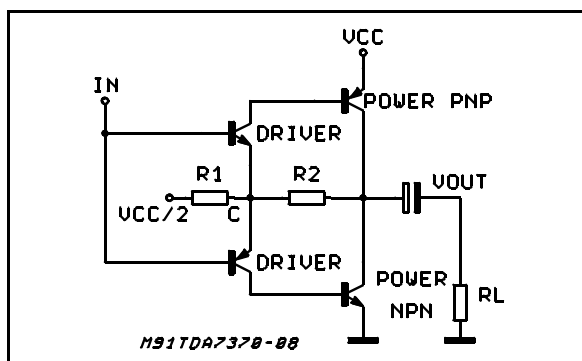 VCC
IN
POWER PNP
DRIVER
R1
R2
VOUT
VCC/2
C
DRIVER
POWER
NPN
RL
M91TDA7370-08